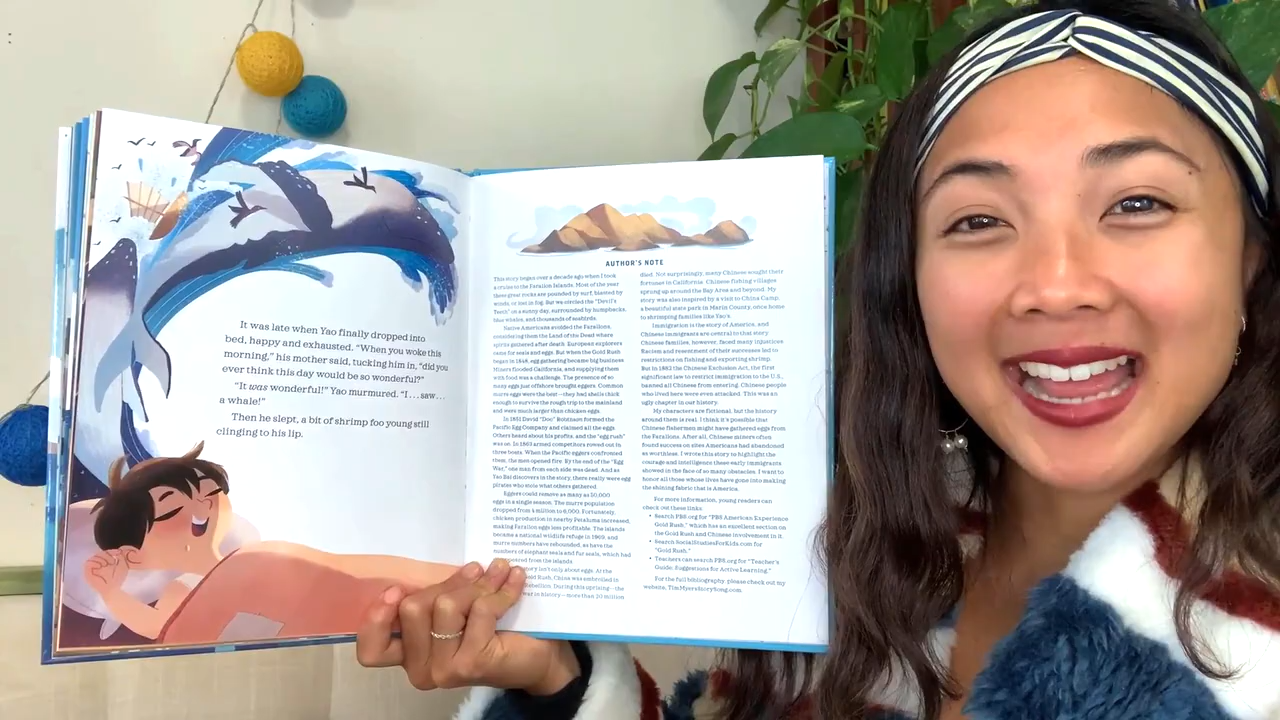 It was late when Yao finally dropped into
bed, happy and exhausted. “When you woke this
morning,” his mother said, tucking him in, “did you
ever think this day would be so wonderful?”
“It was wonderful!” Yao murmured. “I . . . saw . . .
a whale!”
Then he slept, a bit of shrimp foo young still
clinging to his lip.
AUTHOR'S NOTE
This story began over a decade ago when I took
a cruise to the Farallon Islands. Most of the year
these great rocks are pounded by surf, blasted by
winds, or lost in fog. But we circled the “Devil's
Teeth” on a sunny day, surrounded by humpbacks,
blue whales, and thousands of seabirds.
Native Americans avoided the Farallons,
considering them the Land of the Dead where
spirits gathered after death. European explorers
came for seals and eggs. But when the Gold Rush
began in 1848, egg gathering became big business.
Miners flooded California, and supplying them
with food was a challenge. The presence of so
many eggs just offshore brought eggers. Common
murre eggs were the best—they had shells thick
enough to survive the rough trip to the mainland
and were much larger than chicken eggs.
In 1851 David “Doc” Robinson formed the
Pacific Egg Company and claimed all the eggs.
Others heard about his profits, and the “egg rush”
was on. In 1863 armed competitors rowed out in
three boats. When the Pacific eggers confronted
them, the men opened fire. By the end of the “Egg
War,” one man from each side was dead. And as
Yao Bai discovers in the story, there really were egg
pirates who stole what others gathered.
Eggers could remove as many as
eggs in a single season. The murre population
dropped from a million to 6,000. Fortunately,
chicken production in nearby Petaluma increased,
making Farallon eggs less profitable. The islands
became a national wildlife refuge in 1969, and
murre numbers have rebounded, as have the
numbers of elephant seals and fur seals, which had
from the islands.
isn't only about eggs. At the
Gold Rush, China was embroiled in
Rebellion. During this uprising—the
war in history—more than 20 million
died. Not surprisingly, many Chinese sought their
fortunes in California. Chinese fishing villages
sprung up around the Bay Area and beyond. My
story was also inspired by a visit to China Camp,
a beautiful state park in Marin County, once home
to shrimping families like Yao's.
Immigration is the story of America, and
Chinese immigrants are central to that story.
Chinese families, however, faced many injustices.
Racism and resentment of their successes led to
restrictions on fishing and exporting shrimp.
But in 1882 the Chinese Exclusion Act, the first
significant law to restrict immigration to the U.S.,
banned all Chinese from entering. Chinese people
who lived here were even attacked. This was an
ugly chapter in our history.
My characters are fictional, but the history
around them is real. I think it's possible that
Chinese fishermen might have gathered eggs from
the Farallons. After all, Chinese miners often
found success on sites Americans had abandoned
as worthless. I wrote this story to highlight the
courage and intelligence these early immigrants
showed in the face of so many obstacles. I want to
honor all those whose lives have gone into making
the shining fabric that is America.
For more information, young readers can
check out these links:
• Search PBS.org for “PBS American Experience
Gold Rush,” which has an excellent section on
the Gold Rush and Chinese involvement in it.
• Search SocialStudiesForKids.com for
“Gold Rush.”
• Teachers can search PBS.org for “Teacher's
Guide: Suggestions for Active Learning.”
For the full bibliography, please check out my
website, TimMyersStorySong.com.